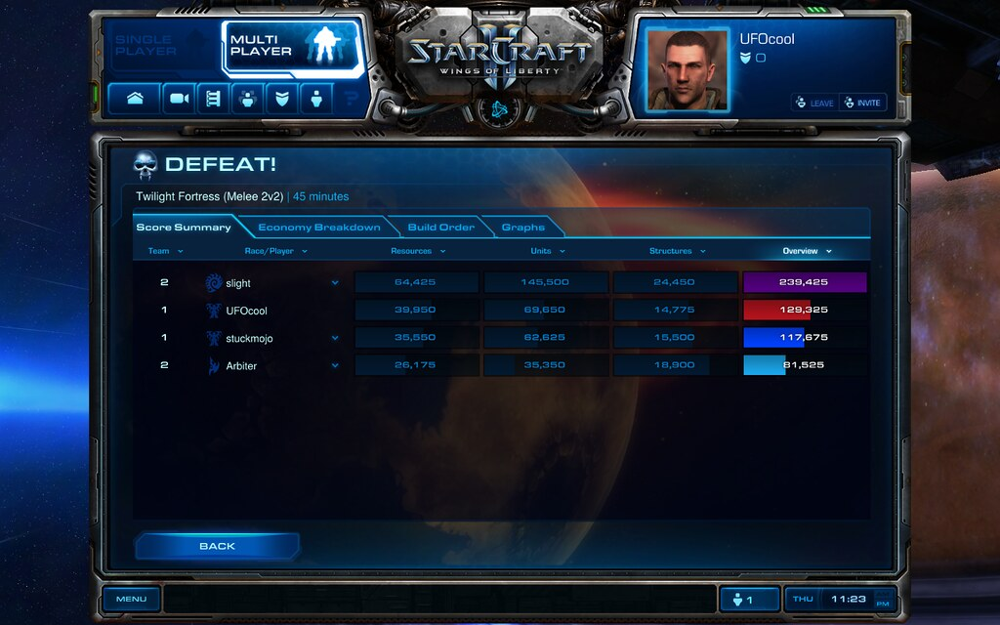 SINGLE PLAYER
MULTI PLAYER
STARCRAFT II
WINGS OF LIBERTY
UFOcool
LEAVE
INVITE
?
DEFEAT!
Twilight Fortress (Melee 2v2) | 45 minutes
Score Summary Economy Breakdown Build Order Graphs
Team Race/Player Resources Units Structures Overview
2 slight 64,425 145,500 24,450 239,425
1 UFOcool 39,950 69,650 14,775 129,325
1 stuckmojo 35,550 62,625 15,500 117,675
2 Arbiter 26,175 35,350 18,900 81,525
BACK
MENU 1 THU 11:23 PM